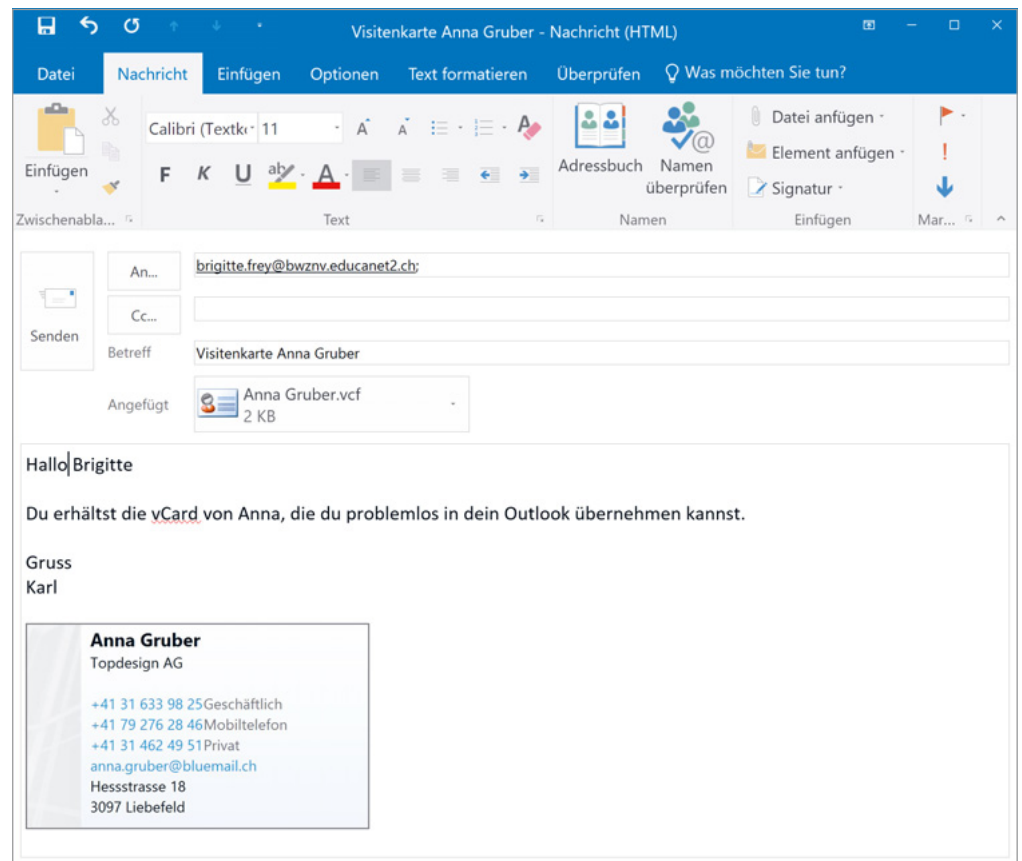 Visitenkarte Anna Gruber - Nachricht (HTML)
Datei Nachricht Einfügen Optionen Text formatieren Überprüfen Was möchten Sie tun?
Einfügen
Calibri (Textk 11
F K U ab A
Adressbuch
Namen überprüfen
Datei anfügen
Element anfügen
Signatur
Zwischenabla... Text Namen Einfügen Mar...
Senden
An... brigitte.frey@bwznv.educanet2.ch;
Cc...
Betreff Visitenkarte Anna Gruber
Angefügt Anna Gruber.vcf
2 KB
Hallo Brigitte
Du erhältst die vCard von Anna, die du problemlos in dein Outlook übernehmen kannst.
Gruss
Karl
Anna Gruber
Topdesign AG
+41 31 633 98 25Geschäftlich
+41 79 276 28 46Mobiltelefon
+41 31 462 49 51Privat
anna.gruber@bluemail.ch
Hessstrasse 18
3097 Liebefeld